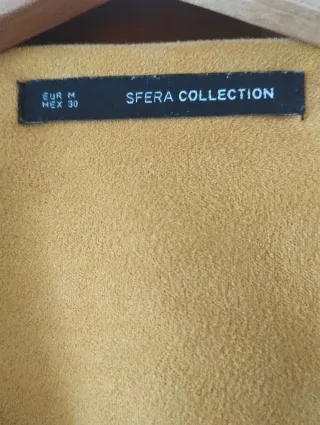 EUR M
MEX 30
SFERA COLLECTION